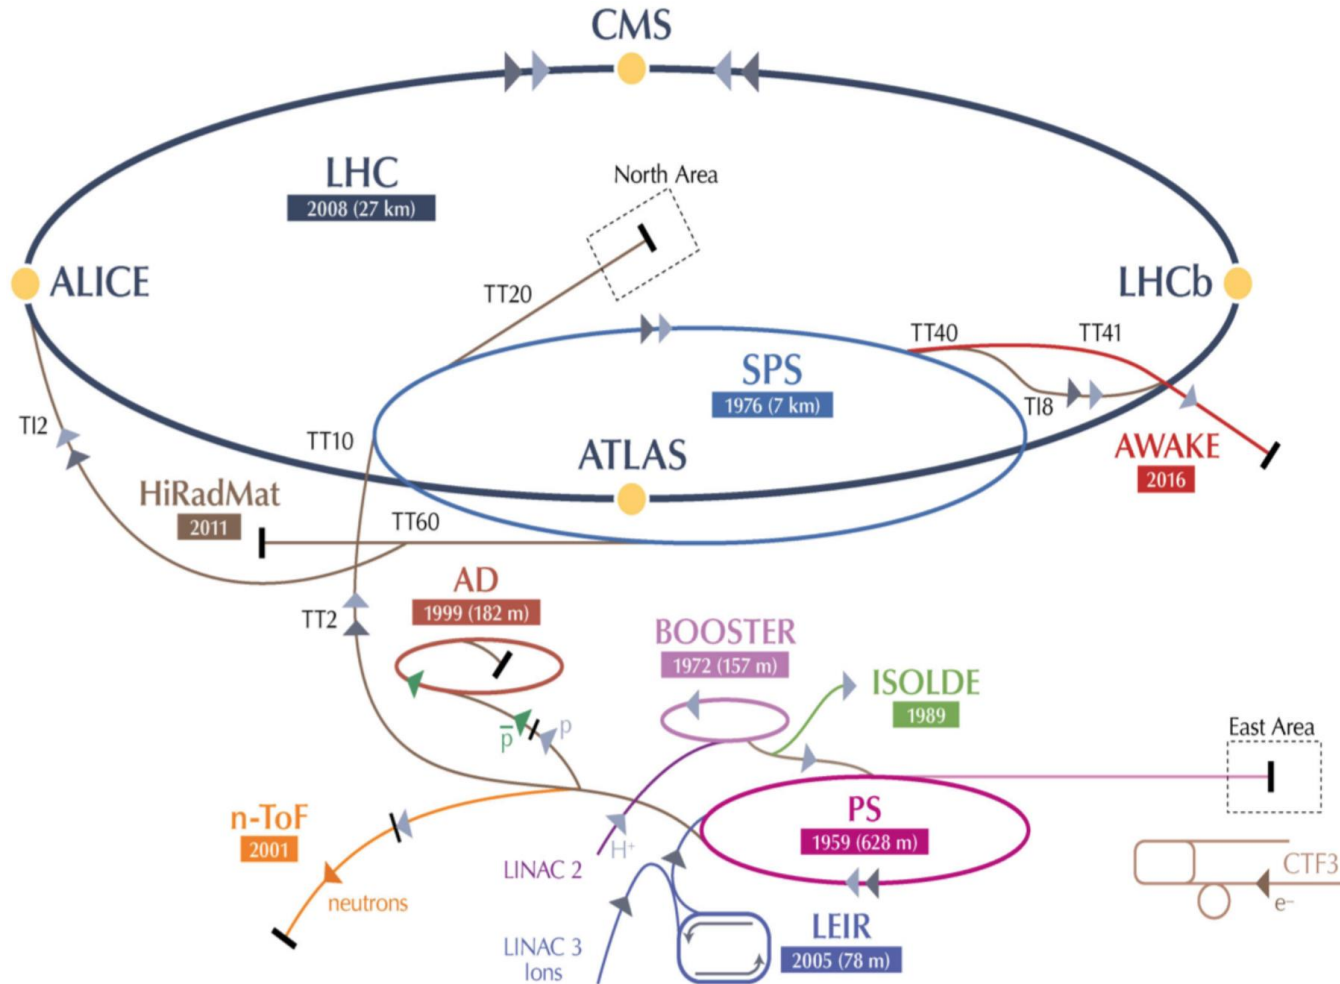 CMS
LHC
2008 (27 km)
North Area
ALICE
LHCb
TT20
TT40
TT41
SPS
1976 (7 km)
TI8
TI2
TT10
ATLAS
AWAKE
2016
HiRadMat
2011
TT60
AD
1999 (182 m)
TT2
BOOSTER
1972 (157 m)
ISOLDE
1989
p̅
p
East Area
n-ToF
2001
PS
1959 (628 m)
H⁺
LINAC 2
CTF3
neutrons
e⁻
LEIR
2005 (78 m)
LINAC 3
Ions